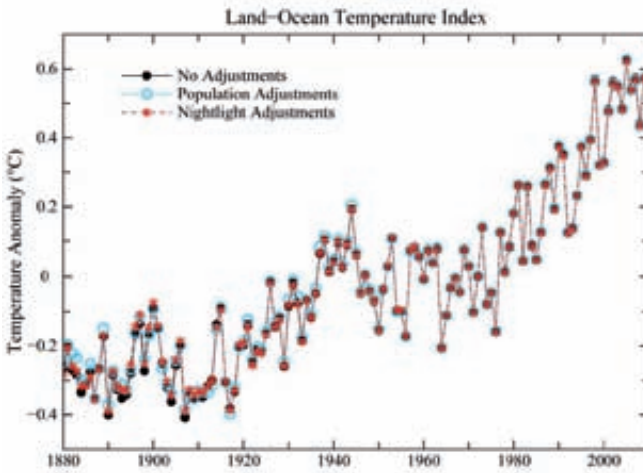 Land-Ocean Temperature Index
No Adjustments
Population Adjustments
Nightlight Adjustments
Temperature Anomaly (°C)
0.6
0.4
0.2
0
−0.2
−0.4
1880
1900
1920
1940
1960
1980
2000